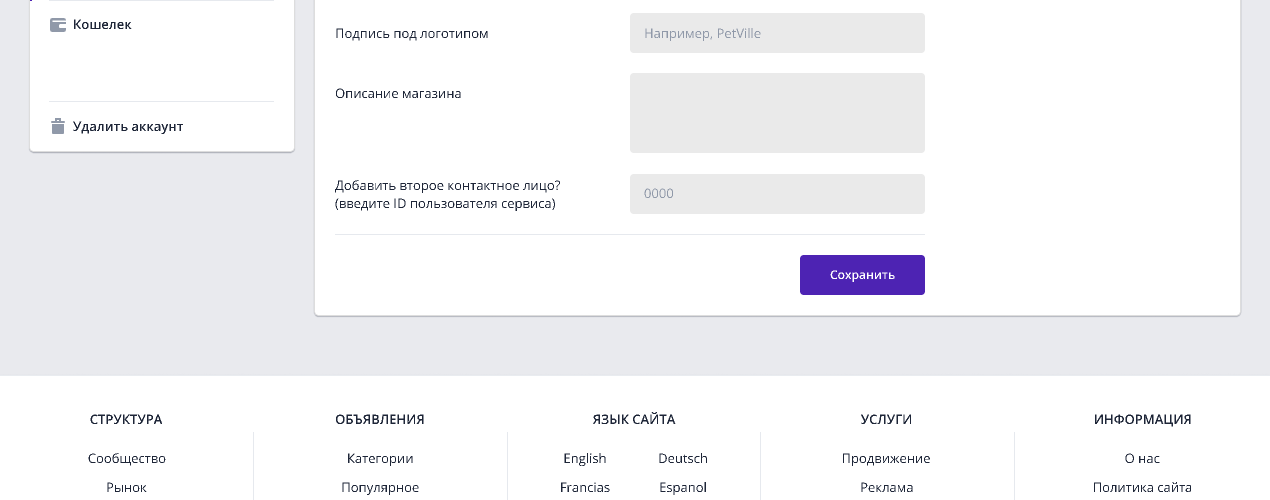 Кошелек
Удалить аккаунт
Подпись под логотипом
Например, PetVille
Описание магазина
Добавить второе контактное лицо?
(введите ID пользователя сервиса)
0000
Сохранить
СТРУКТУРА
Сообщество
Рынок
ОБЪЯВЛЕНИЯ
Категории
Популярное
ЯЗЫК САЙТА
English Deutsch
Francias Espanol
УСЛУГИ
Продвижение
Реклама
ИНФОРМАЦИЯ
О нас
Политика сайта